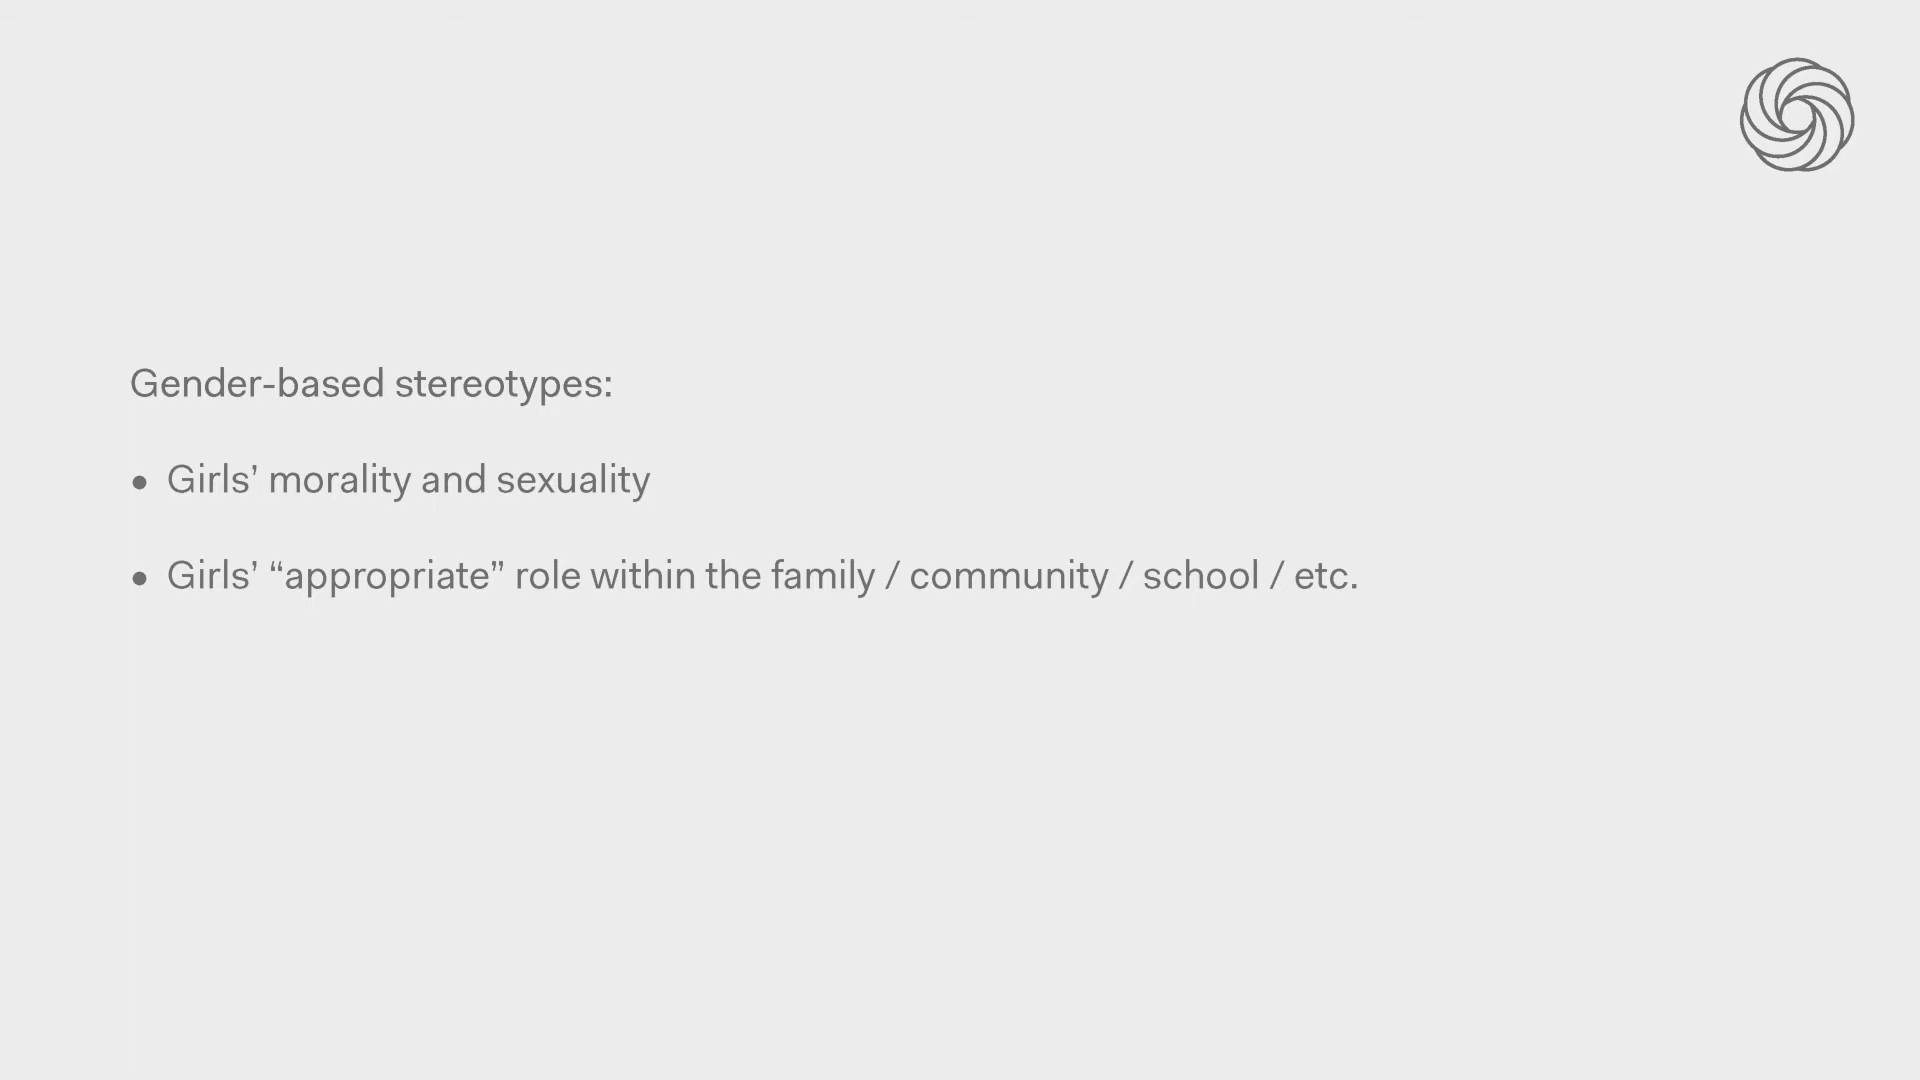 Gender-based stereotypes:
• Girls’ morality and sexuality
• Girls’ “appropriate” role within the family / community / school / etc.